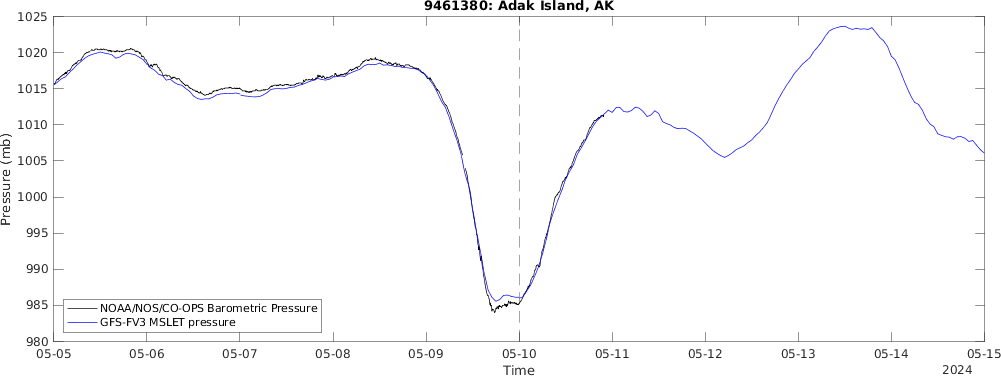 9461380: Adak Island, AK
1025
1020
1015
1010
1005
1000
995
990
985
980
Pressure (mb)
NOAA/NOS/CO-OPS Barometric Pressure
GFS-FV3 MSLET pressure
05-05 05-06 05-07 05-08 05-09 05-10 05-11 05-12 05-13 05-14 05-15
Time
2024